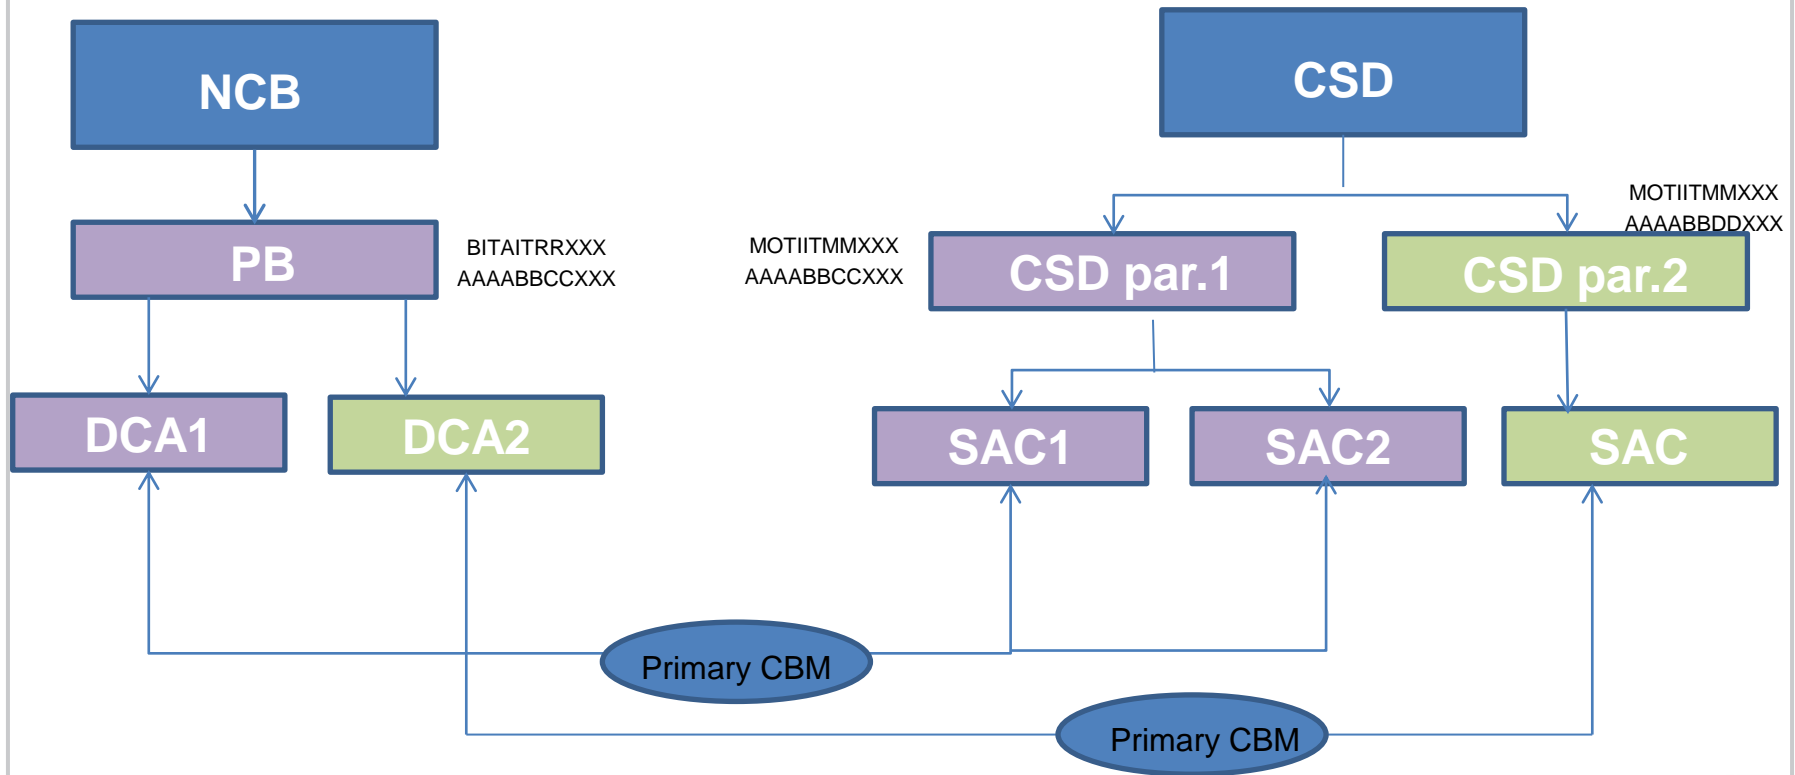 NCB
CSD
PB
BITAITRRXXX
AAAABBCCXXX
MOTIITMMXXX
AAAABBCCXXX
CSD par.1
MOTIITMMXXX
AAAABBDDXXX
CSD par.2
DCA1
DCA2
SAC1
SAC2
SAC
Primary CBM
Primary CBM